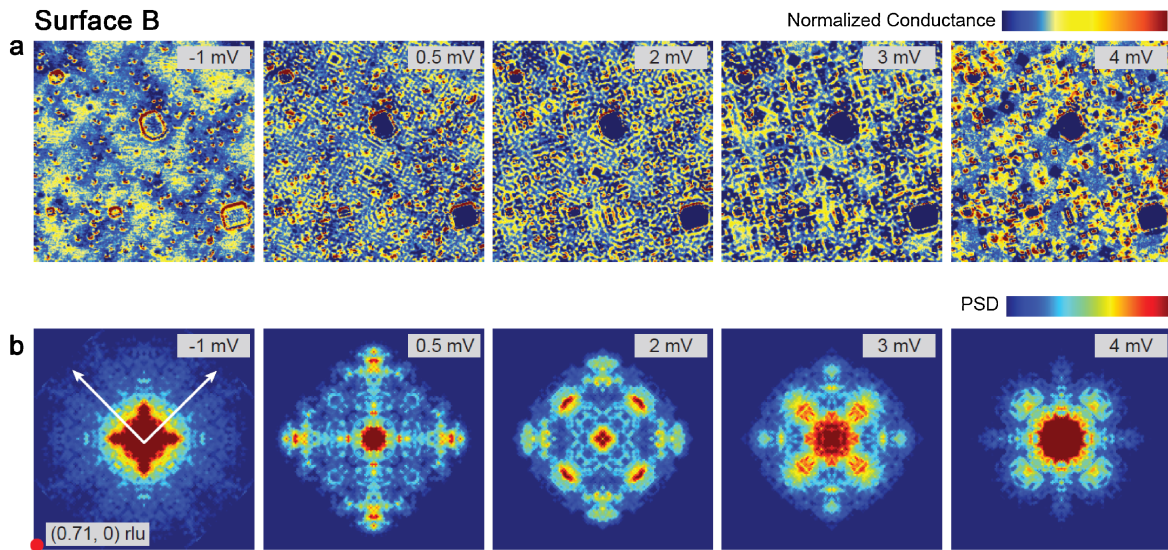 Surface B
Normalized Conductance
a
-1 mV
0.5 mV
2 mV
3 mV
4 mV
PSD
b
-1 mV
0.5 mV
2 mV
3 mV
4 mV
(0.71, 0) rlu